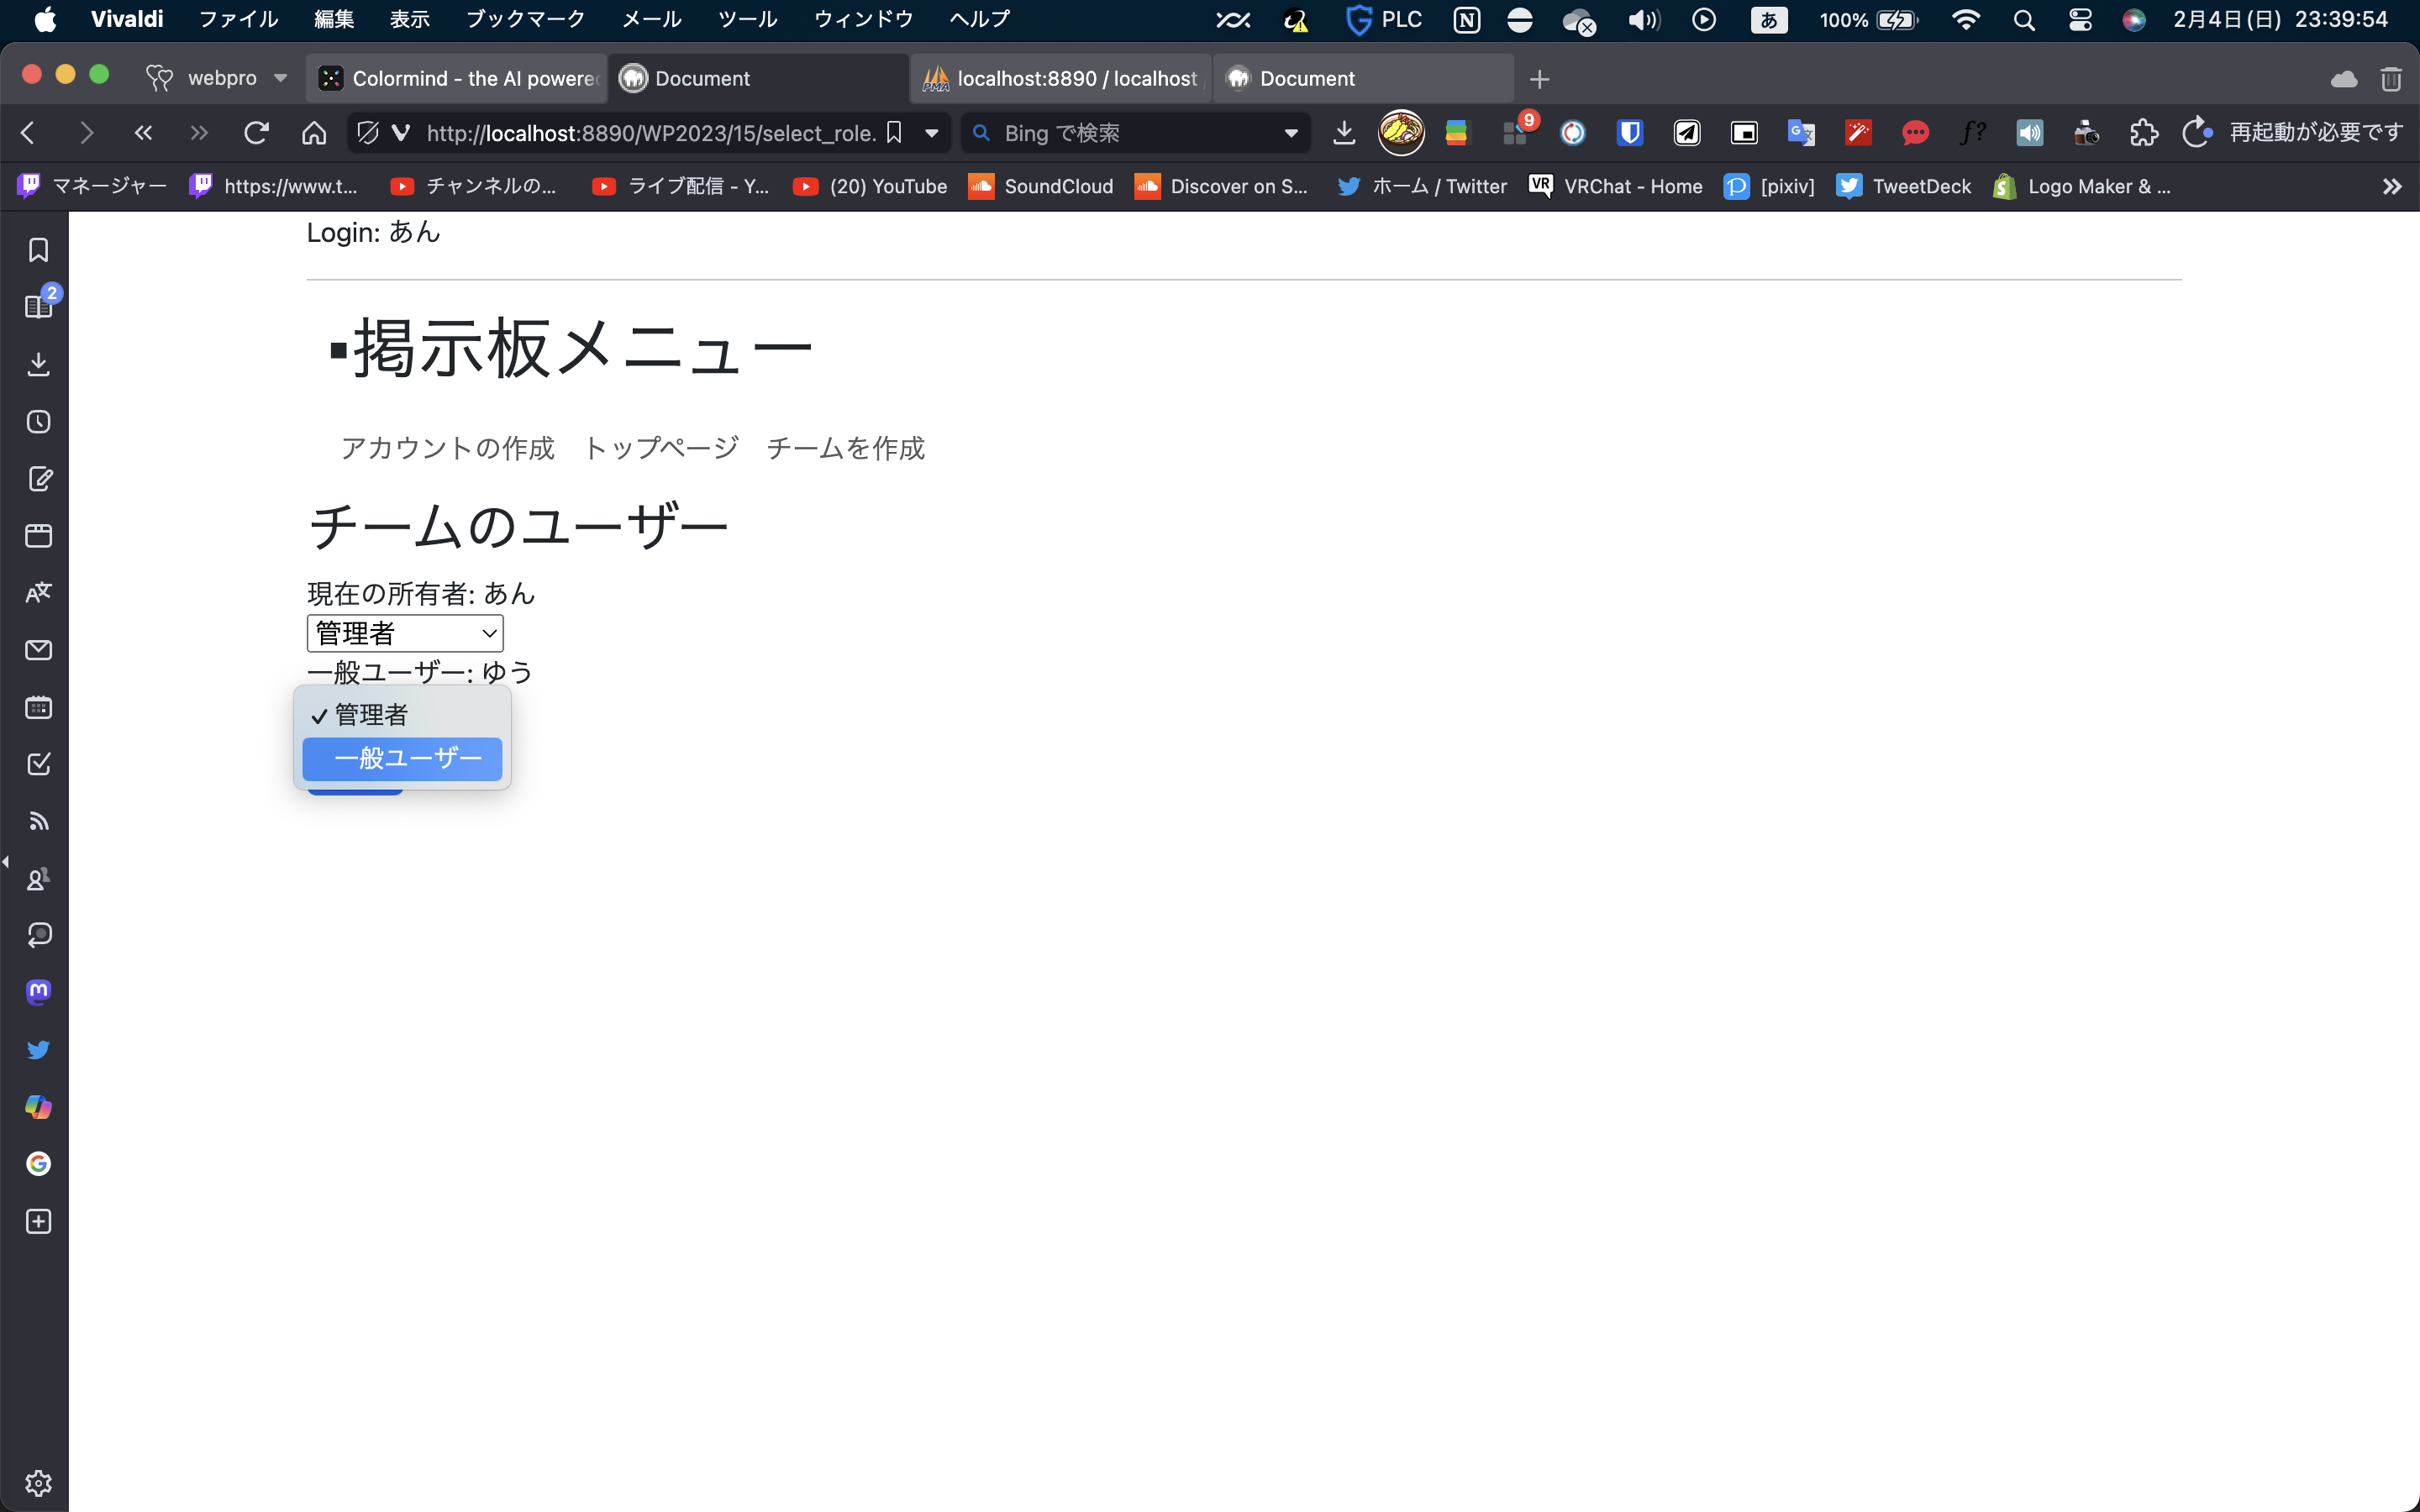 Vivaldi ファイル 編集 表示 ブックマーク メール ツール ウィンドウ ヘルプ PLC あ 100% 2月4日(日) 23:39:54
webpro Colormind - the AI powere Document localhost:8890 / localhost Document
http://localhost:8890/WP2023/15/select_role. Bing で検索 9 再起動が必要です
マネージャー https://www.t... チャンネルの... ライブ配信 - Y... (20) YouTube SoundCloud Discover on S... ホーム / Twitter VRChat - Home [pixiv] TweetDeck Logo Maker & ...
2
Login: あん
▪掲示板メニュー
アカウントの作成 トップページ チームを作成
チームのユーザー
現在の所有者: あん
管理者
一般ユーザー: ゆう
✓ 管理者
一般ユーザー